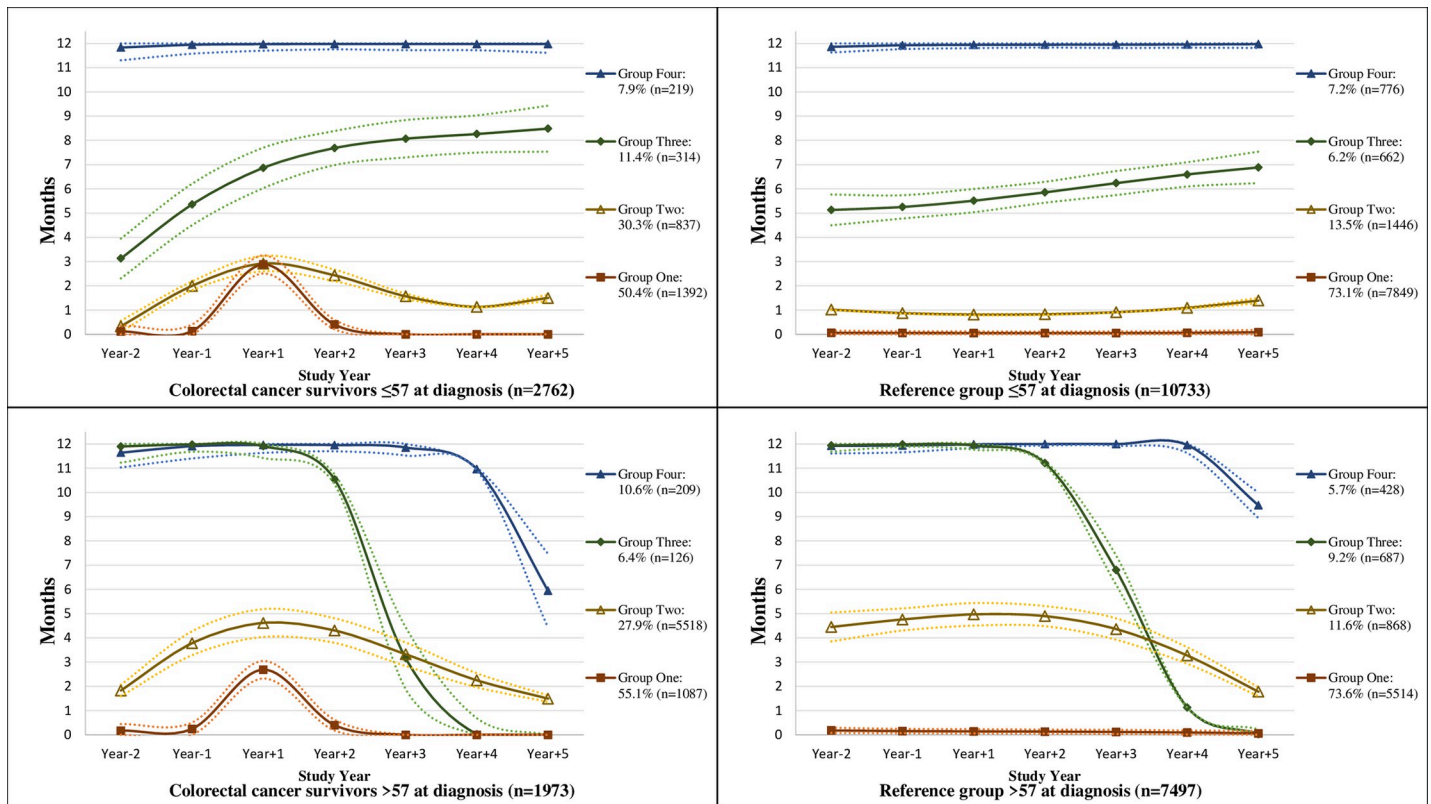 12
11
10
9
8
7
6
5
4
3
2
1
0
Months
Year-2 Year-1 Year+1 Year+2 Year+3 Year+4 Year+5
Study Year
Group Four:
7.9% (n=219)
Group Three:
11.4% (n=314)
Group Two:
30.3% (n=837)
Group One:
50.4% (n=1392)
Colorectal cancer survivors ≤57 at diagnosis (n=2762)
12
11
10
9
8
7
6
5
4
3
2
1
0
Months
Year-2 Year-1 Year+1 Year+2 Year+3 Year+4 Year+5
Study Year
Group Four:
7.2% (n=776)
Group Three:
6.2% (n=662)
Group Two:
13.5% (n=1446)
Group One:
73.1% (n=7849)
Reference group ≤57 at diagnosis (n=10733)
12
11
10
9
8
7
6
5
4
3
2
1
0
Months
Year-2 Year-1 Year+1 Year+2 Year+3 Year+4 Year+5
Study Year
Group Four:
10.6% (n=209)
Group Three:
6.4% (n=126)
Group Two:
27.9% (n=5518)
Group One:
55.1% (n=1087)
Colorectal cancer survivors >57 at diagnosis (n=1973)
12
11
10
9
8
7
6
5
4
3
2
1
0
Months
Year-2 Year-1 Year+1 Year+2 Year+3 Year+4 Year+5
Study Year
Group Four:
5.7% (n=428)
Group Three:
9.2% (n=687)
Group Two:
11.6% (n=868)
Group One:
73.6% (n=5514)
Reference group >57 at diagnosis (n=7497)